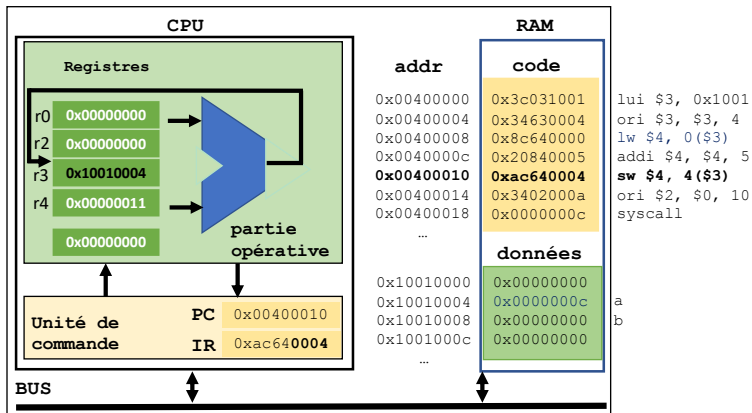 CPU
RAM
Registres
addr
code
r0 0x00000000
r2 0x00000000
r3 0x10010004
r4 0x00000011
0x00000000
partie
opérative
0x00400000 0x3c031001 lui $3, 0x1001
0x00400004 0x34630004 ori $3, $3, 4
0x00400008 0x8c640000 lw $4, 0($3)
0x0040000c 0x20840005 addi $4, $4, 5
0x00400010 0xac640004 sw $4, 4($3)
0x00400014 0x3402000a ori $2, $0, 10
0x00400018 0x0000000c syscall
…
données
0x10010000 0x00000000
0x10010004 0x0000000c a
0x10010008 0x00000000 b
0x1001000c 0x00000000
…
Unité de
commande
PC 0x00400010
IR 0xac640004
BUS